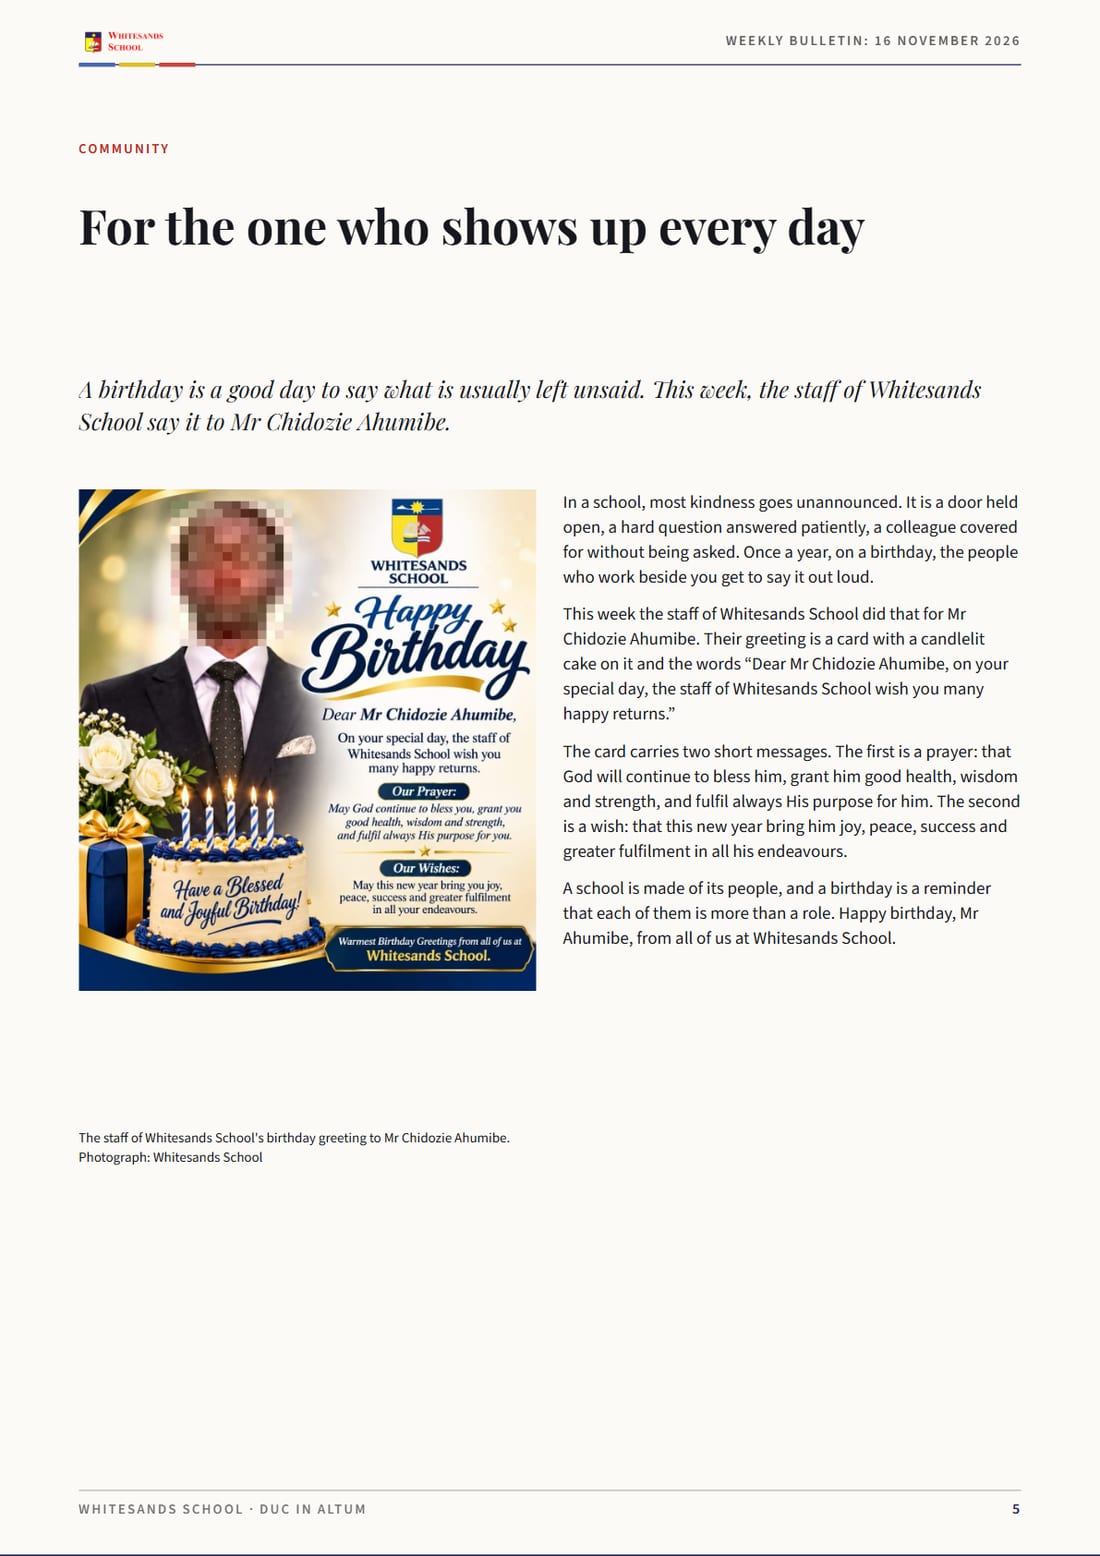 WHITESANDS
SCHOOL
WEEKLY BULLETIN: 16 NOVEMBER 2026
COMMUNITY
For the one who shows up every day
A birthday is a good day to say what is usually left unsaid. This week, the staff of Whitesands
School say it to Mr Chidozie Ahumibe.
WHITESANDS
SCHOOL
Happy
Birthday
Dear Mr Chidozie Ahumibe,
On your special day, the staff of
Whitesands School wish you
many happy returns.
Our Prayer:
May God continue to bless you, grant you
good health, wisdom and strength,
and fulfil always His purpose for you.
Our Wishes:
May this new year bring you joy,
peace, success and greater fulfilment
in all your endeavours.
Have a Blessed
and Joyful Birthday!
Warmest Birthday Greetings from all of us at
Whitesands School.
In a school, most kindness goes unannounced. It is a door held
open, a hard question answered patiently, a colleague covered
for without being asked. Once a year, on a birthday, the people
who work beside you get to say it out loud.
This week the staff of Whitesands School did that for Mr
Chidozie Ahumibe. Their greeting is a card with a candlelit
cake on it and the words “Dear Mr Chidozie Ahumibe, on your
special day, the staff of Whitesands School wish you many
happy returns.”
The card carries two short messages. The first is a prayer: that
God will continue to bless him, grant him good health, wisdom
and strength, and fulfil always His purpose for him. The second
is a wish: that this new year bring him joy, peace, success and
greater fulfilment in all his endeavours.
A school is made of its people, and a birthday is a reminder
that each of them is more than a role. Happy birthday, Mr
Ahumibe, from all of us at Whitesands School.
The staff of Whitesands School's birthday greeting to Mr Chidozie Ahumibe.
Photograph: Whitesands School
WHITESANDS SCHOOL · DUC IN ALTUM
5